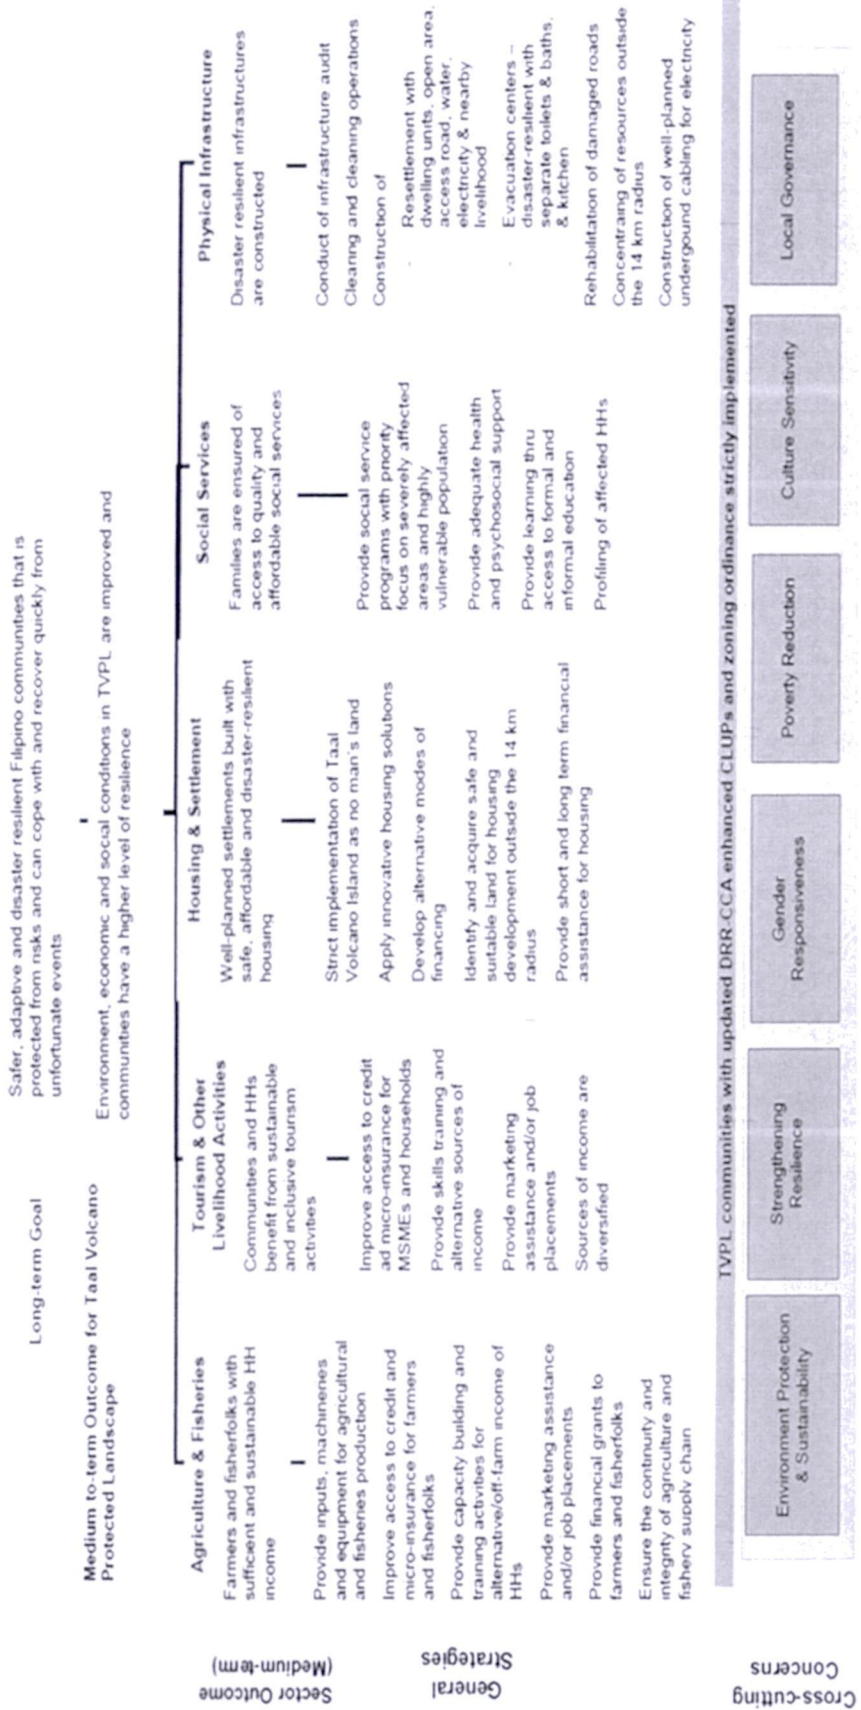 Long-term Goal
Safer, adaptive and disaster resilient Filipino communities that is
protected from risks and can cope with and recover quickly from
unfortunate events
Medium to-term Outcome for Taal Volcano
Protected Landscape
Environment, economic and social conditions in TVPL are improved and
communities have a higher level of resilience
Sector Outcome
(Medium-term)
Agriculture & Fisheries
Farmers and fisherfolks with
sufficient and sustainable HH
income
Tourism & Other
Livelihood Activities
Communities and HHs
benefit from sustainable
and inclusive tourism
activities
Housing & Settlement
Well-planned settlements built with
safe, affordable and disaster-resilient
housing
Social Services
Families are ensured of
access to quality and
affordable social services
Physical Infrastructure
Disaster resilient infrastructures
are constructed
General
Strategies
Provide inputs, machineries
and equipment for agricultural
and fisheries production
Improve access to credit and
micro-insurance for farmers
and fisherfolks
Provide capacity building and
training activities for
alternative/off-farm income of
HHs
Provide marketing assistance
and/or job placements
Provide financial grants to
farmers and fisherfolks
Ensure the continuity and
integrity of agriculture and
fishery supply chain
Improve access to credit
ad micro-insurance for
MSMEs and households
Provide skills training and
alternative sources of
income
Provide marketing
assistance and/or job
placements
Sources of income are
diversified
Strict implementation of Taal
Volcano Island as no man's land
Apply innovative housing solutions
Develop alternative modes of
financing
Identify and acquire safe and
suitable land for housing
development outside the 14 km
radius
Provide short and long term financial
assistance for housing
Provide social service
programs with priority
focus on severely affected
areas and highly
vulnerable population
Provide adequate health
and psychosocial support
Provide learning thru
access to formal and
informal education
Profiling of affected HHs
Conduct of infrastructure audit
Clearing and cleaning operations
Construction of
- Resettlement with
dwelling units, open area,
access road, water,
electricity & nearby
livelihood
- Evacuation centers –
disaster-resilient with
separate toilets & baths,
& kitchen
Rehabilitation of damaged roads
Concentraing of resources outside
the 14 km radius
Construction of well-planned
undergound cabling for electricity
TVPL communities with updated DRR-CCA enhanced CLUPs and zoning ordinance strictly implemented
Cross-cutting
Concerns
Environment Protection
& Sustainability
Strengthening
Resilience
Gender
Responsiveness
Poverty Reduction
Culture Sensitivity
Local Governance